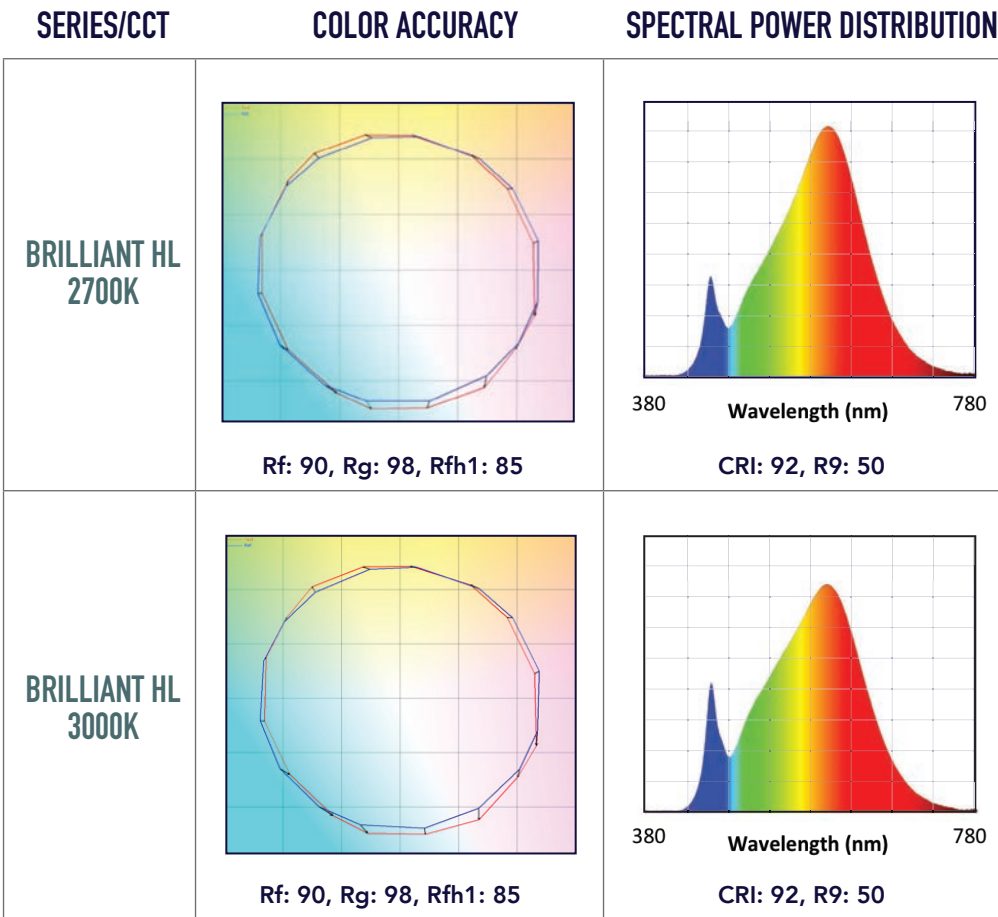 SERIES/CCT
COLOR ACCURACY
SPECTRAL POWER DISTRIBUTION
BRILLIANT HL
2700K
380
780
Wavelength (nm)
Rf: 90, Rg: 98, Rfh1: 85
CRI: 92, R9: 50
BRILLIANT HL
3000K
380
780
Wavelength (nm)
Rf: 90, Rg: 98, Rfh1: 85
CRI: 92, R9: 50